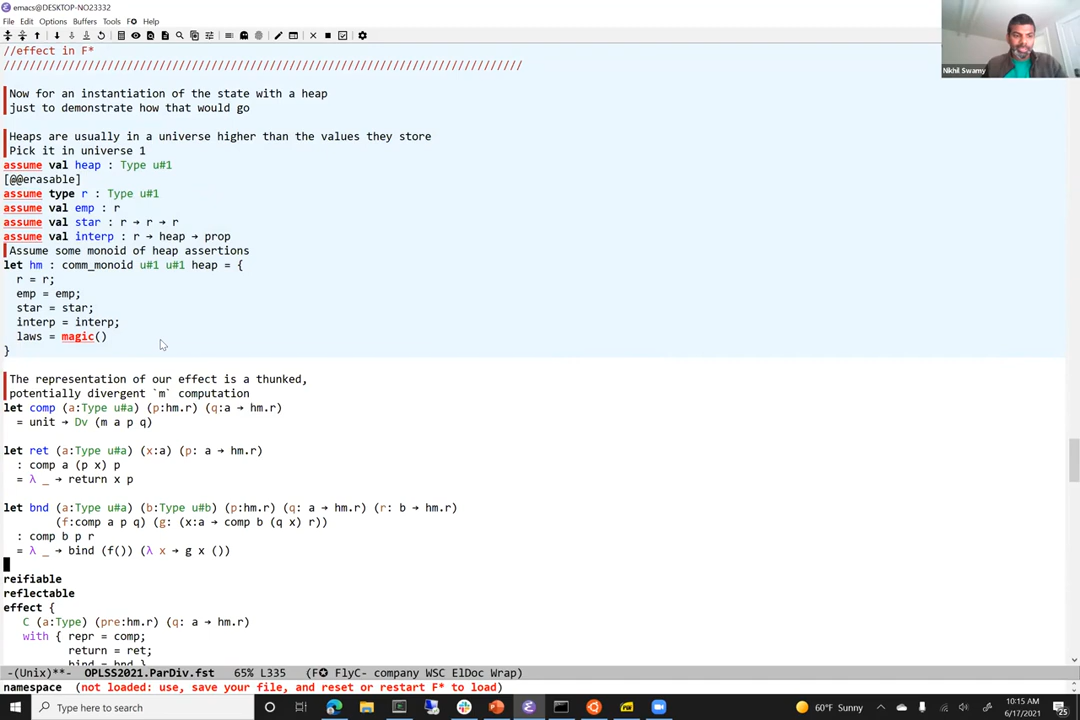 emacs@DESKTOP-NO23332
File Edit Options Buffers Tools F✪ Help
//effect in F*
////////////////////////////////////////////////////////////////////////////////
Now for an instantiation of the state with a heap
just to demonstrate how that would go
Heaps are usually in a universe higher than the values they store
Pick it in universe 1
assume val heap : Type u#1
[@@erasable]
assume type r : Type u#1
assume val emp : r
assume val star : r → r → r
assume val interp : r → heap → prop
Assume some monoid of heap assertions
let hm : comm_monoid u#1 u#1 heap = {
r = r;
emp = emp;
star = star;
interp = interp;
laws = magic()
}
The representation of our effect is a thunked,
potentially divergent `m` computation
let comp (a:Type u#a) (p:hm.r) (q:a → hm.r)
= unit → Dv (m a p q)
let ret (a:Type u#a) (x:a) (p: a → hm.r)
: comp a (p x) p
= λ _ → return x p
let bnd (a:Type u#a) (b:Type u#b) (p:hm.r) (q: a → hm.r) (r: b → hm.r)
(f:comp a p q) (g: (x:a → comp b (q x) r))
: comp b p r
= λ _ → bind (f()) (λ x → g x ())
reifiable
reflectable
effect {
C (a:Type) (pre:hm.r) (q: a → hm.r)
with { repr = comp;
return = ret;
bind = bnd }
-(Unix)**- OPLSS2021.ParDiv.fst 65% L335 (F✪ FlyC- company WSC ElDoc Wrap)
namespace (not loaded: use, save your file, and reset or restart F* to load)
Type here to search
60°F Sunny
10:15 AM
6/17/2021
25
Nikhil Swamy